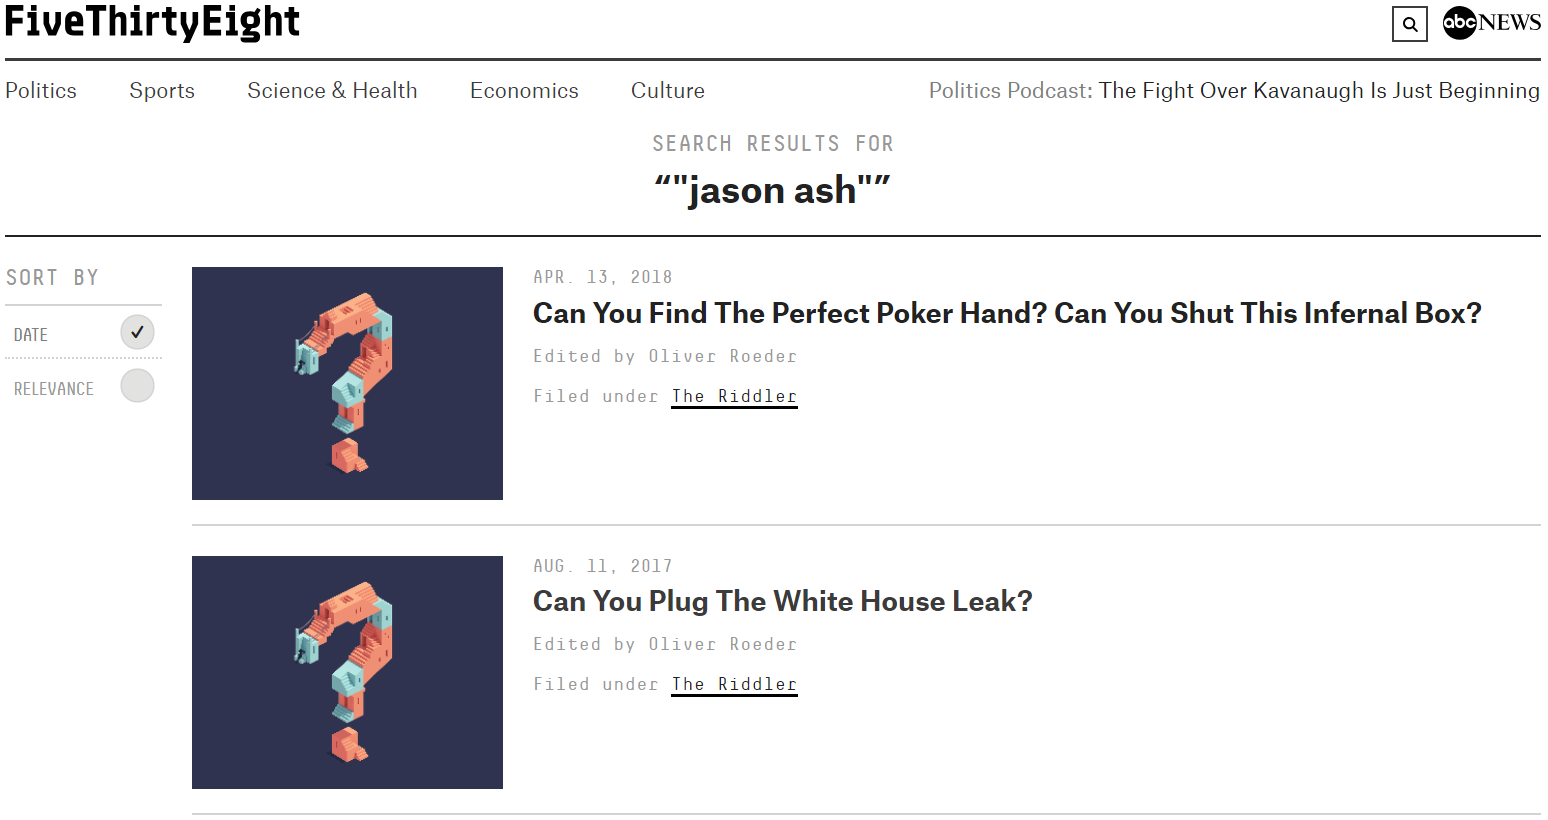 FiveThirtyEight
abc NEWS
Politics Sports Science & Health Economics Culture Politics Podcast: The Fight Over Kavanaugh Is Just Beginning
SEARCH RESULTS FOR
“"jason ash"”
SORT BY
DATE
RELEVANCE
APR. 13, 2018
Can You Find The Perfect Poker Hand? Can You Shut This Infernal Box?
Edited by Oliver Roeder
Filed under The Riddler
AUG. 11, 2017
Can You Plug The White House Leak?
Edited by Oliver Roeder
Filed under The Riddler